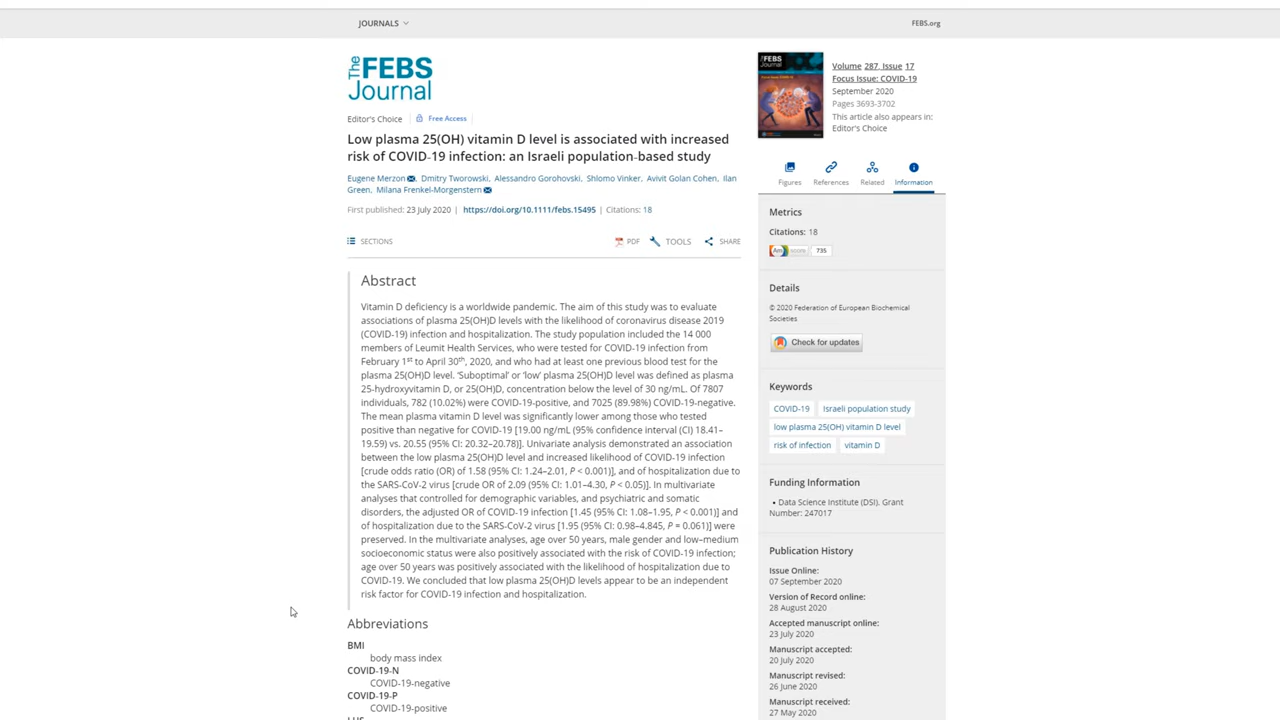 JOURNALS
FEBS.org
The FEBS
Journal
Editor's Choice
Free Access
Low plasma 25(OH) vitamin D level is associated with increased
risk of COVID-19 infection: an Israeli population-based study
Eugene Merzon, Dmitry Tworowski, Alessandro Gorohovski, Shlomo Vinker, Avivit Golan Cohen, Ilan
Green, Milana Frenkel-Morgenstern
First published: 23 July 2020 | https://doi.org/10.1111/febs.15495 | Citations: 18
SECTIONS
PDF
TOOLS
SHARE
Abstract
Vitamin D deficiency is a worldwide pandemic. The aim of this study was to evaluate
associations of plasma 25(OH)D levels with the likelihood of coronavirus disease 2019
(COVID-19) infection and hospitalization. The study population included the 14 000
members of Leumit Health Services, who were tested for COVID-19 infection from
February 1st to April 30th, 2020, and who had at least one previous blood test for the
plasma 25(OH)D level. 'Suboptimal' or 'low' plasma 25(OH)D level was defined as plasma
25-hydroxyvitamin D, or 25(OH)D, concentration below the level of 30 ng/mL. Of 7807
individuals, 782 (10.02%) were COVID-19-positive, and 7025 (89.98%) COVID-19-negative.
The mean plasma vitamin D level was significantly lower among those who tested
positive than negative for COVID-19 [19.00 ng/mL (95% confidence interval (CI) 18.41–
19.59) vs. 20.55 (95% CI: 20.32–20.78)]. Univariate analysis demonstrated an association
between the low plasma 25(OH)D level and increased likelihood of COVID-19 infection
[crude odds ratio (OR) of 1.58 (95% CI: 1.24–2.01, P < 0.001)], and of hospitalization due to
the SARS-CoV-2 virus [crude OR of 2.09 (95% CI: 1.01–4.30, P < 0.05)]. In multivariate
analyses that controlled for demographic variables, and psychiatric and somatic
disorders, the adjusted OR of COVID-19 infection [1.45 (95% CI: 1.08–1.95, P < 0.001)] and
of hospitalization due to the SARS-CoV-2 virus [1.95 (95% CI: 0.98–4.845, P = 0.061)] were
preserved. In the multivariate analyses, age over 50 years, male gender and low–medium
socioeconomic status were also positively associated with the risk of COVID-19 infection;
age over 50 years was positively associated with the likelihood of hospitalization due to
COVID-19. We concluded that low plasma 25(OH)D levels appear to be an independent
risk factor for COVID-19 infection and hospitalization.
Abbreviations
BMI
body mass index
COVID-19-N
COVID-19-negative
COVID-19-P
COVID-19-positive
Volume 287, Issue 17
Focus Issue: COVID-19
September 2020
Pages 3693-3702
This article also appears in:
Editor's Choice
Figures
References
Related
Information
Metrics
Citations: 18
Am score 735
Details
© 2020 Federation of European Biochemical
Societies
Check for updates
Keywords
COVID-19
Israeli population study
low plasma 25(OH) vitamin D level
risk of infection
vitamin D
Funding Information
• Data Science Institute (DSI). Grant
Number: 247017
Publication History
Issue Online:
07 September 2020
Version of Record online:
28 August 2020
Accepted manuscript online:
23 July 2020
Manuscript accepted:
20 July 2020
Manuscript revised:
26 June 2020
Manuscript received:
27 May 2020